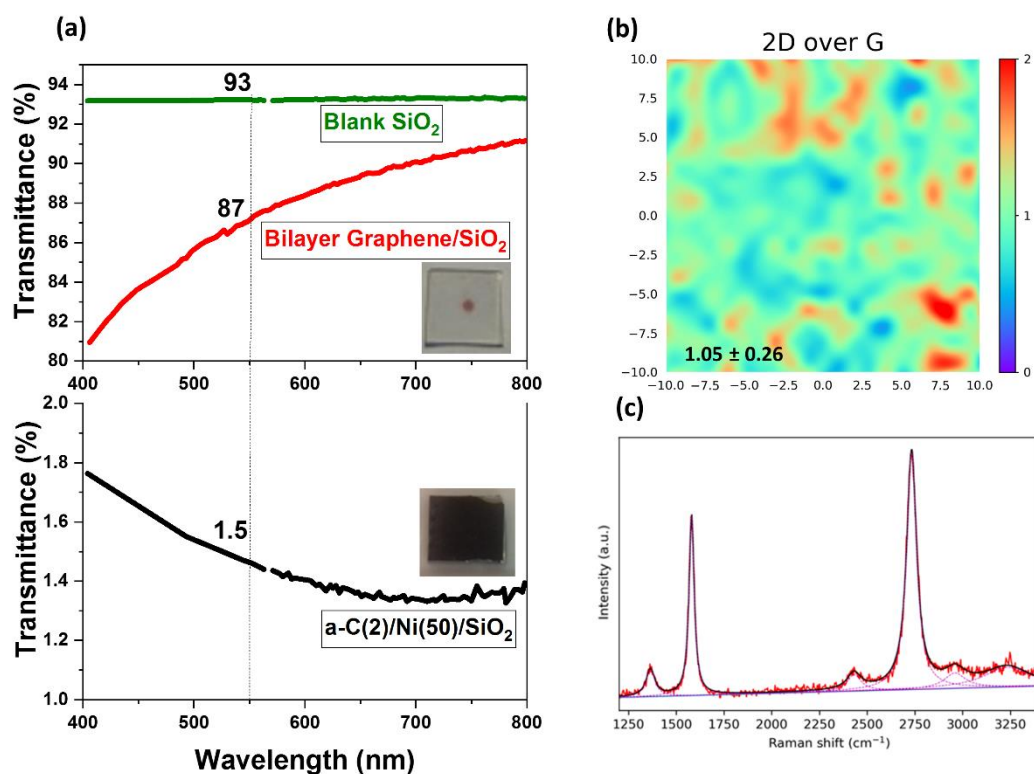 (a)
Transmittance (%)
94
92
90
88
86
84
82
80
93
Blank SiO₂
87
Bilayer Graphene/SiO₂
400
500
600
700
800
Transmittance (%)
2.0
1.8
1.6
1.4
1.2
1.0
1.5
a-C(2)/Ni(50)/SiO₂
400
500
600
700
800
Wavelength (nm)
(b)
2D over G
10.0
7.5
5.0
2.5
0.0
−2.5
−5.0
−7.5
−10.0
1.05 ± 0.26
−10.0 −7.5 −5.0 −2.5 0.0 2.5 5.0 7.5 10.0
2
1
0
(c)
Intensity (a.u.)
1250 1500 1750 2000 2250 2500 2750 3000 3250
Raman shift (cm⁻¹)